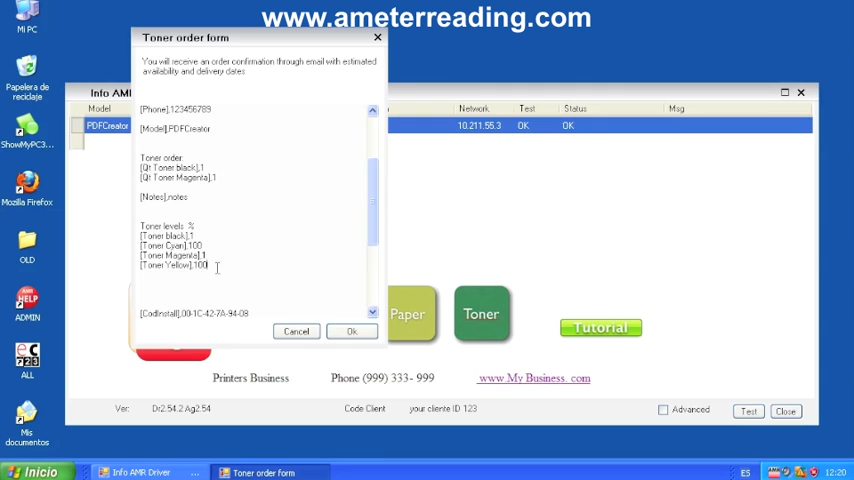 www.ameterreading.com
Mi PC
Papelera de
reciclaje
ShowMyPC3...
Mozilla Firefox
OLD
HELP
ADMIN
ec
123
ALL
Mis
documentos
Toner order form
You will receive an order confirmation through email with estimated
availability and delivery dates
[Phone],123456789
[Model],PDFCreator
Toner order:
[Qt Toner black],1
[Qt Toner Magenta],1
[Notes],notes
Toner levels %
[Toner black],1
[Toner Cyan],100
[Toner Magenta],1
[Toner Yellow],100
[CodInstall],00-1C-42-7A-94-08
Cancel
Ok
Info AM
Model
Network
Test
Status
Msg
PDFCreator
10.211.55.3
OK
OK
Paper
Toner
Tutorial
Printers Business
Phone (999) 333- 999
www.My Business. com
Ver:
Dr2.54.2 Ag2.54
Code Client
your cliente ID 123
Advanced
Test
Close
Inicio
Info AMR Driver ...
Toner order form
ES
12:20